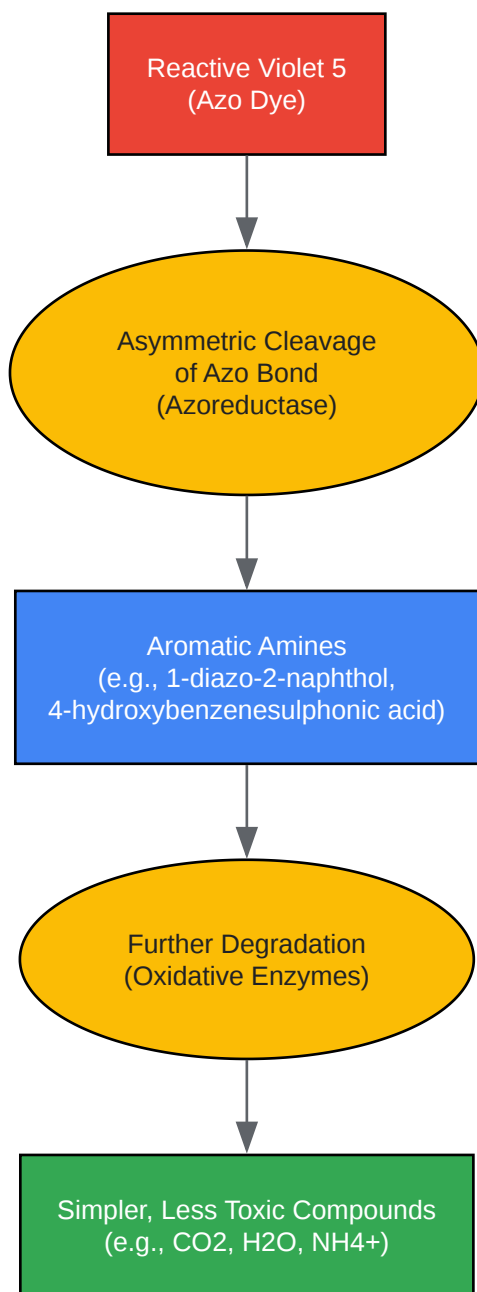 Reactive Violet 5
(Azo Dye)
Asymmetric Cleavage
of Azo Bond
(Azoreductase)
Aromatic Amines
(e.g., 1-diazo-2-naphthol,
4-hydroxybenzenesulphonic acid)
Further Degradation
(Oxidative Enzymes)
Simpler, Less Toxic Compounds
(e.g., CO2, H2O, NH4+)